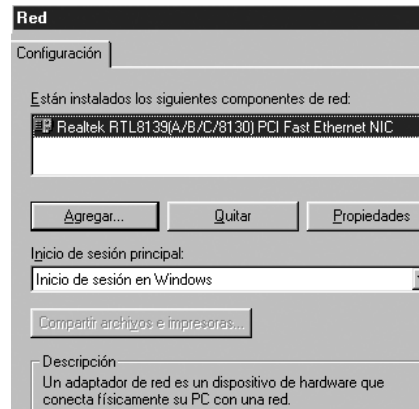 Red
Configuración
Están instalados los siguientes componentes de red:
Realtek RTL8139(A/B/C/8130) PCI Fast Ethernet NIC
Agregar... Quitar Propiedades
Inicio de sesión principal:
Inicio de sesión en Windows
Compartir archivos e impresoras...
Descripción
Un adaptador de red es un dispositivo de hardware que
conecta físicamente su PC con una red.